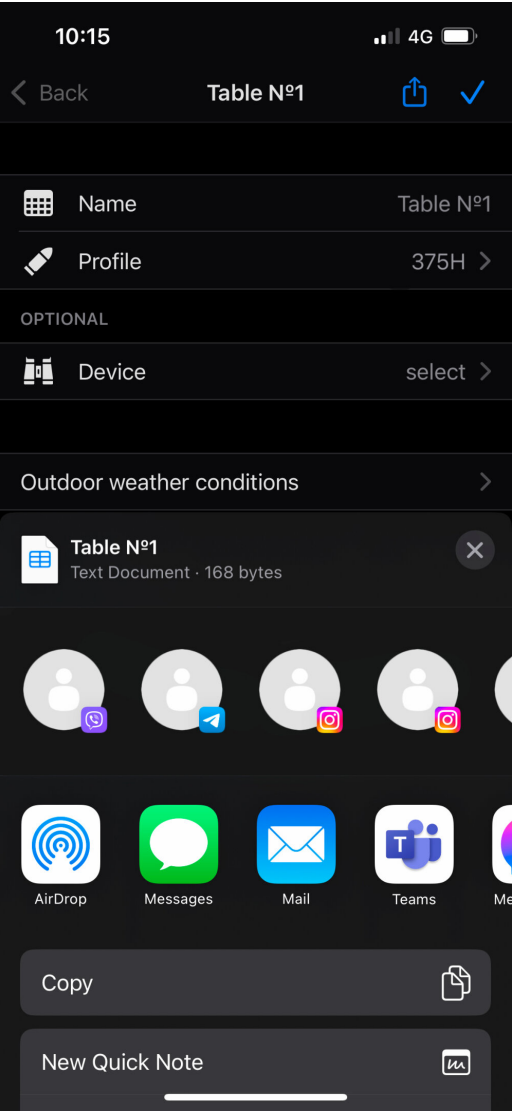 10:15
4G
Back
Table Nº1
Name
Table Nº1
Profile
375H
OPTIONAL
Device
select
Outdoor weather conditions
Table Nº1
Text Document · 168 bytes
T
AirDrop
Messages
Mail
Teams
Me
Copy
New Quick Note